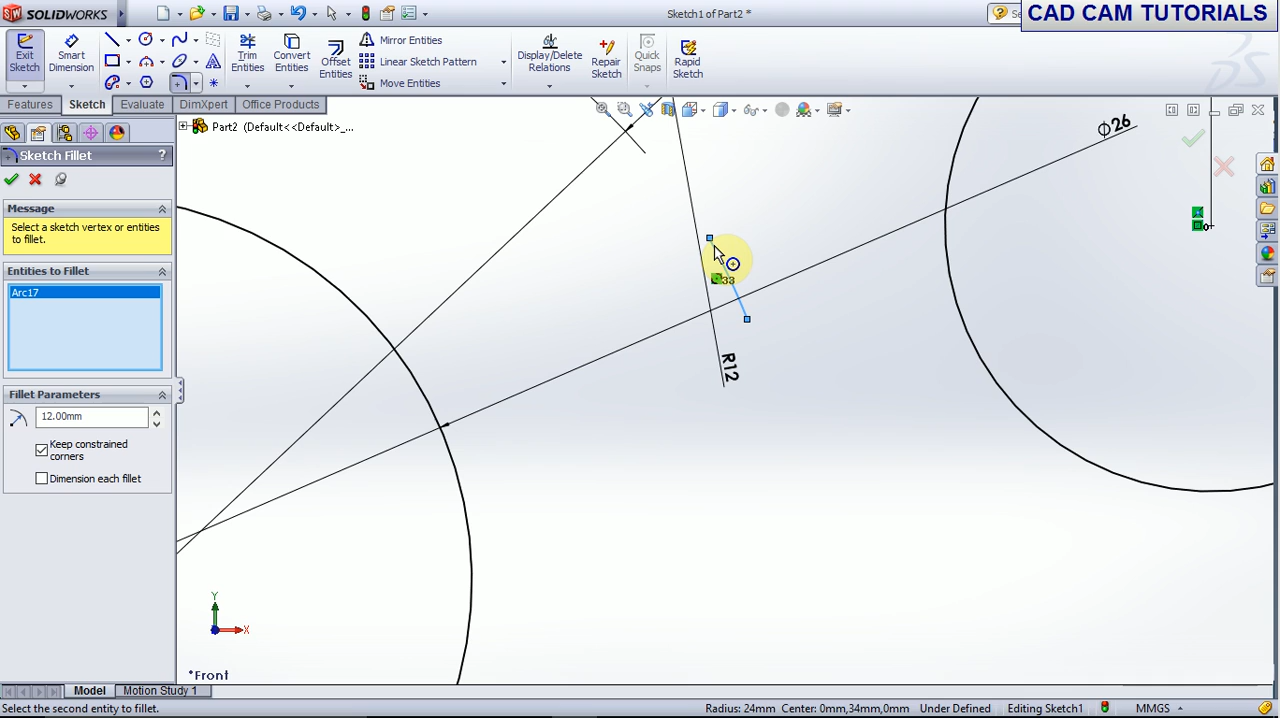 SOLIDWORKS
Sketch1 of Part2 *
CAD CAM TUTORIALS
Exit Sketch
Smart Dimension
Trim Entities
Convert Entities
Offset Entities
Mirror Entities
Linear Sketch Pattern
Move Entities
Display/Delete Relations
Repair Sketch
Quick Snaps
Rapid Sketch
Features
Sketch
Evaluate
DimXpert
Office Products
Part2 (Default<<Default>_...
Sketch Fillet
?
Message
Select a sketch vertex or entities to fillet.
Entities to Fillet
Arc17
Fillet Parameters
12.00mm
Keep constrained corners
Dimension each fillet
∅26
33
R12
Y
X
*Front
Model
Motion Study 1
Select the second entity to fillet.
Radius: 24mm Center: 0mm,34mm,0mm
Under Defined
Editing Sketch1
MMGS